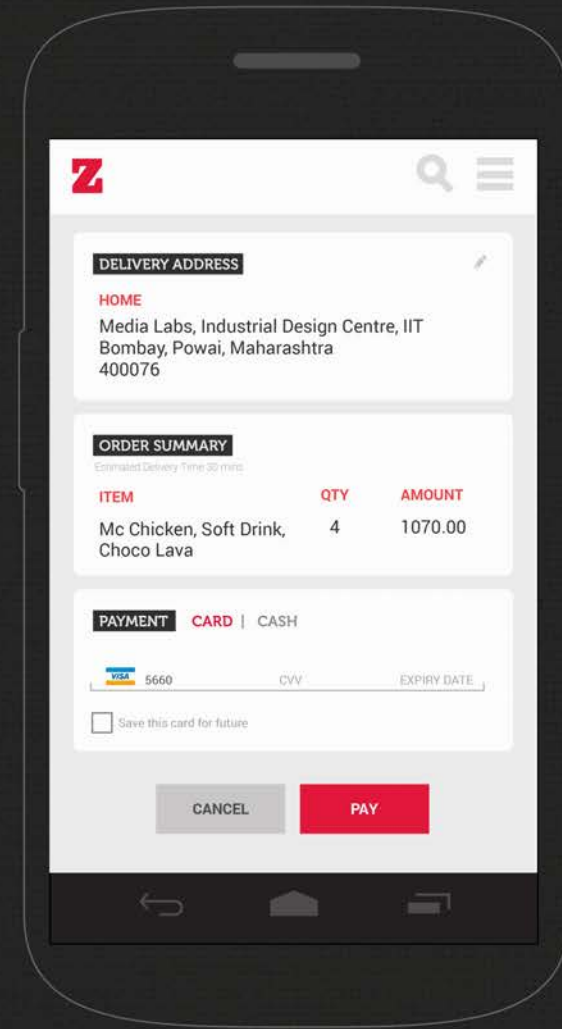 Z
DELIVERY ADDRESS
HOME
Media Labs, Industrial Design Centre, IIT
Bombay, Powai, Maharashtra
400076
ORDER SUMMARY
Estimated Delivery Time 30 mins
ITEM QTY AMOUNT
Mc Chicken, Soft Drink, 4 1070.00
Choco Lava
PAYMENT CARD | CASH
VISA 5660 CVV EXPIRY DATE
Save this card for future
CANCEL PAY